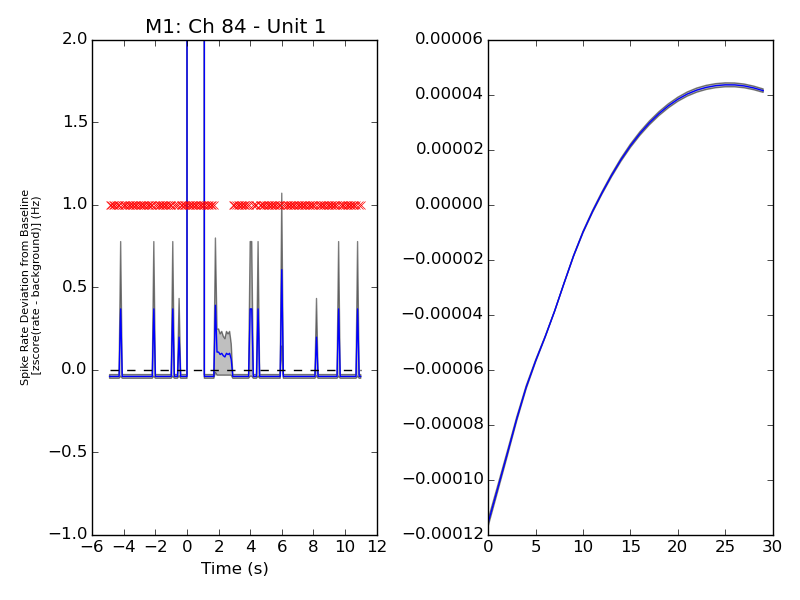 M1: Ch 84 - Unit 1
2.0
1.5
1.0
0.5
0.0
−0.5
−1.0
Spike Rate Deviation from Baseline
[zscore(rate - background)] (Hz)
−6 −4 −2 0 2 4 6 8 10 12
Time (s)
0.00006
0.00004
0.00002
0.00000
−0.00002
−0.00004
−0.00006
−0.00008
−0.00010
−0.00012
0 5 10 15 20 25 30